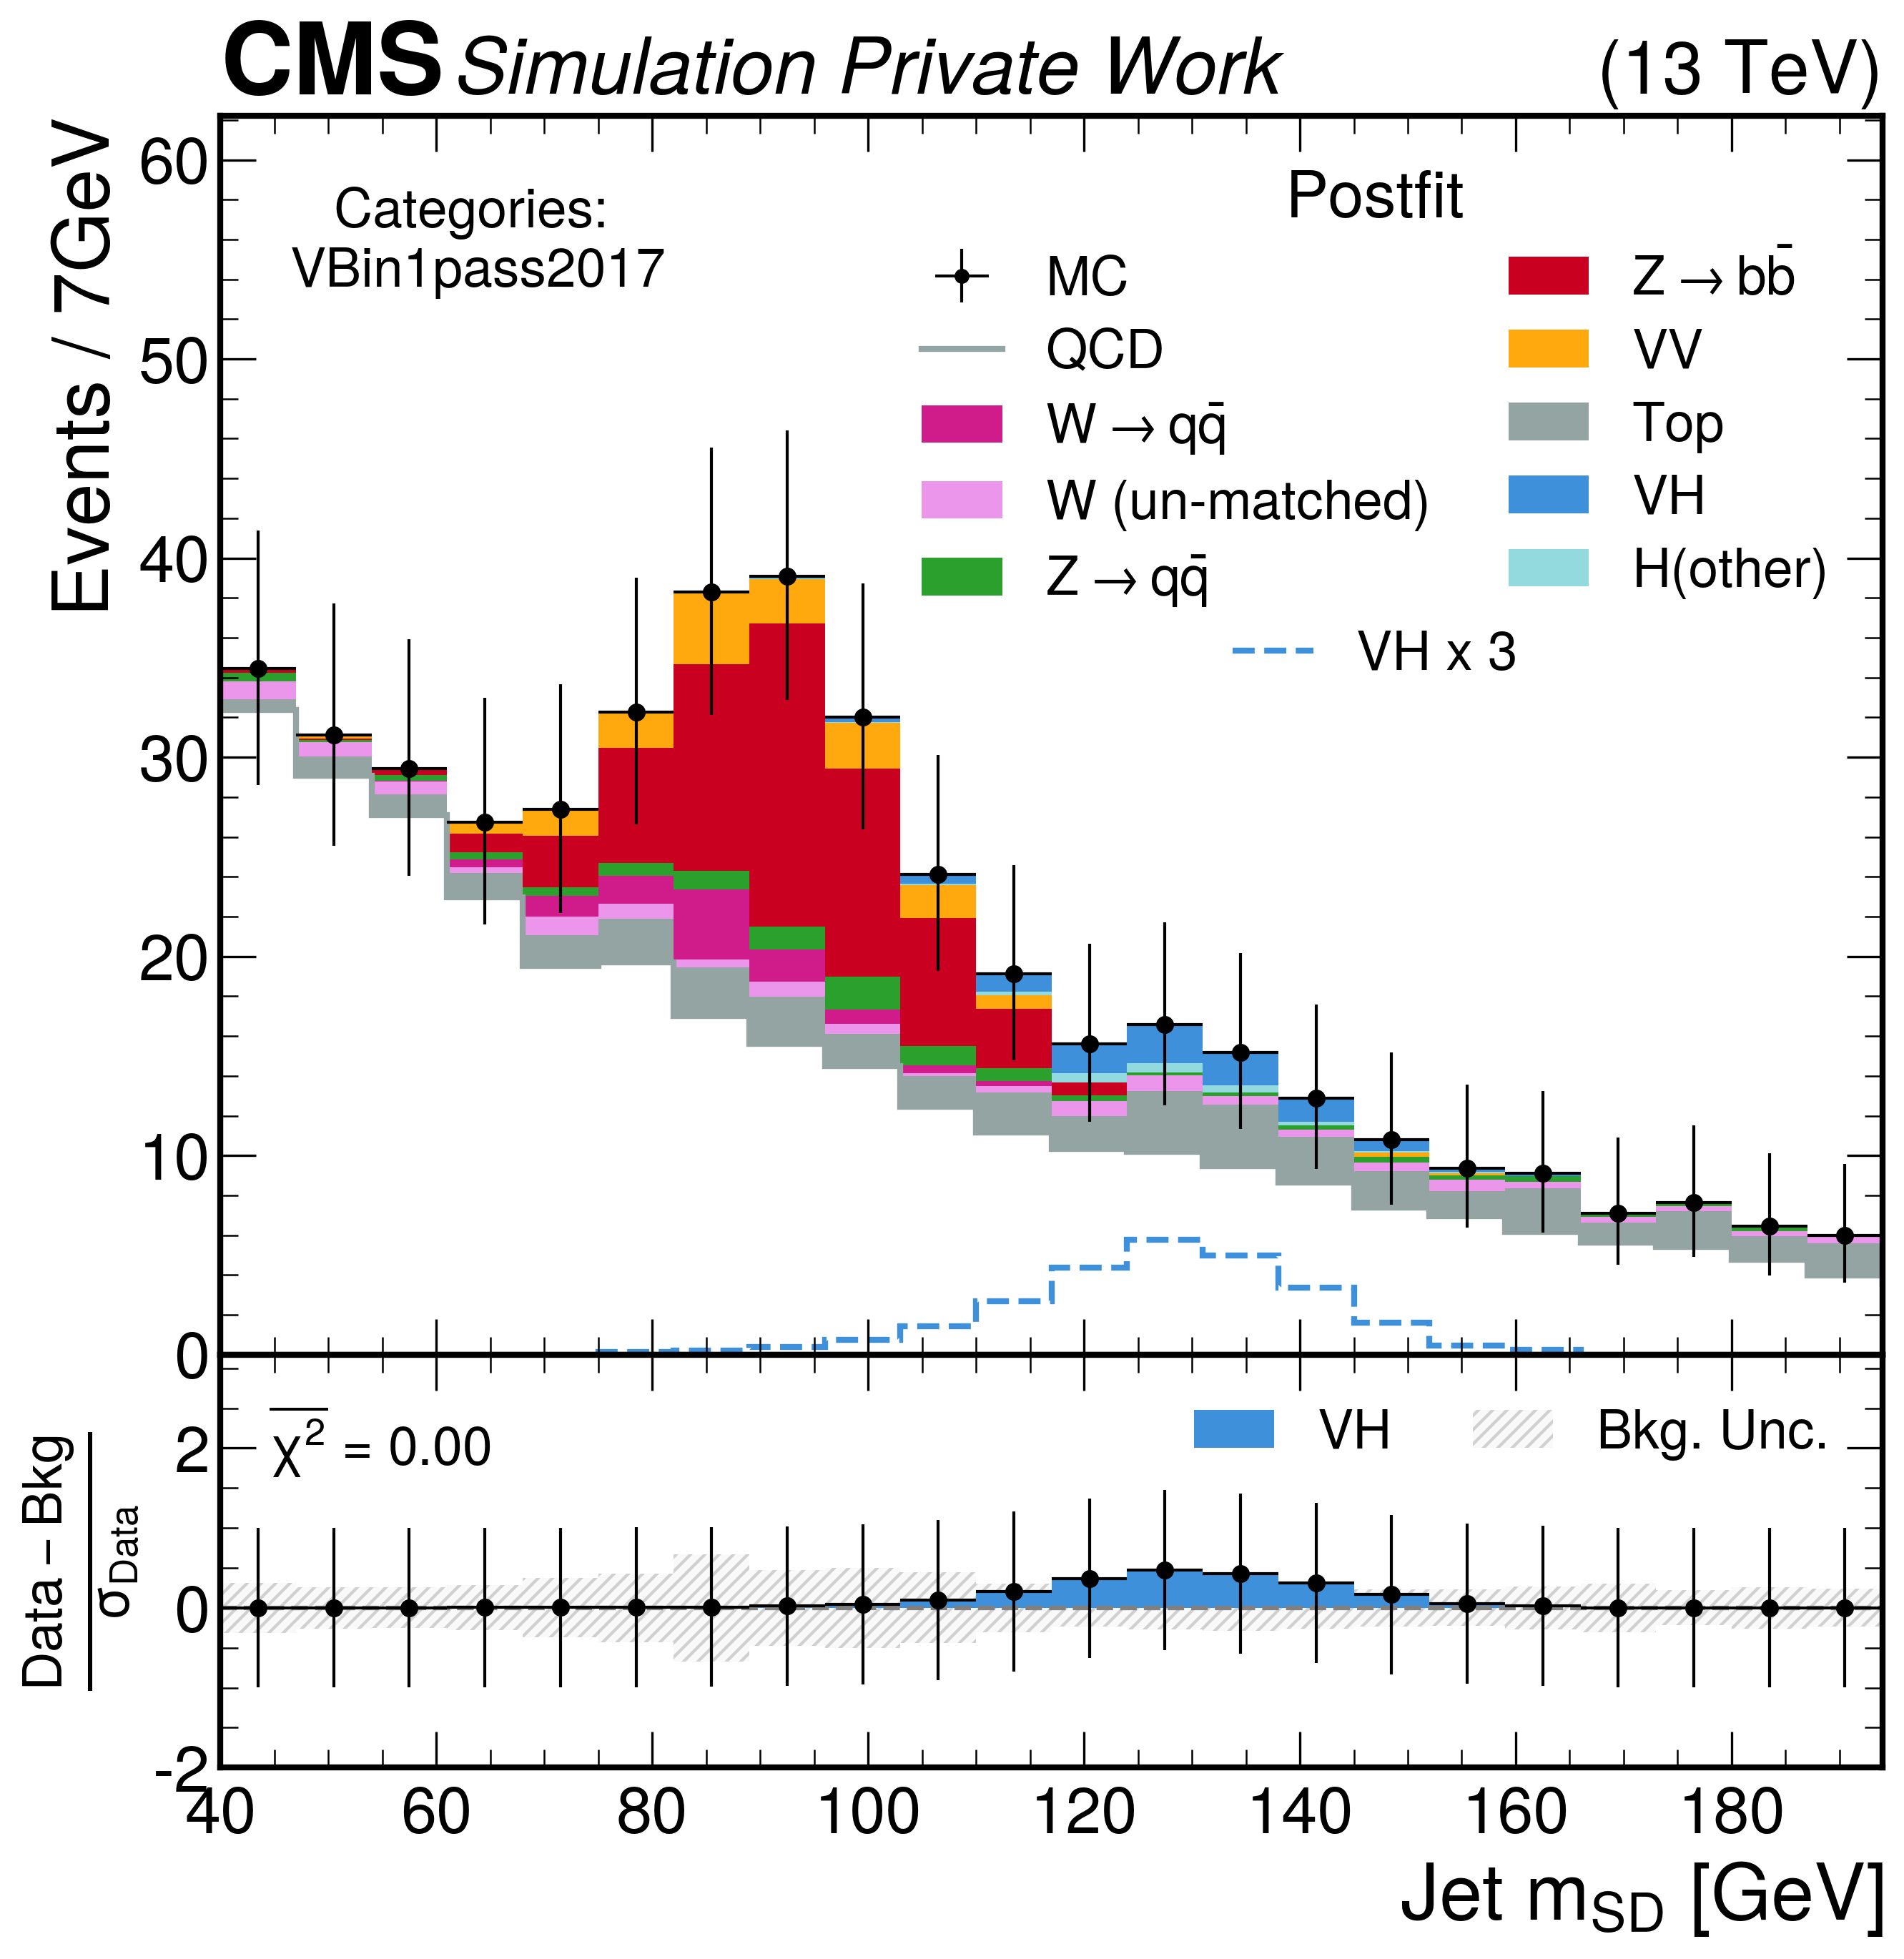 CMS Simulation Private Work (13 TeV)
Events / 7GeV
60
50
40
30
20
10
0
Categories:
VBin1pass2017
Postfit
MC
QCD
W → qq̄
W (un-matched)
Z → qq̄
Z → bb̄
VV
Top
VH
H(other)
VH x 3
Data – Bkg
σData
2
0
-2
χ² = 0.00
VH
Bkg. Unc.
40 60 80 100 120 140 160 180
Jet mSD [GeV]